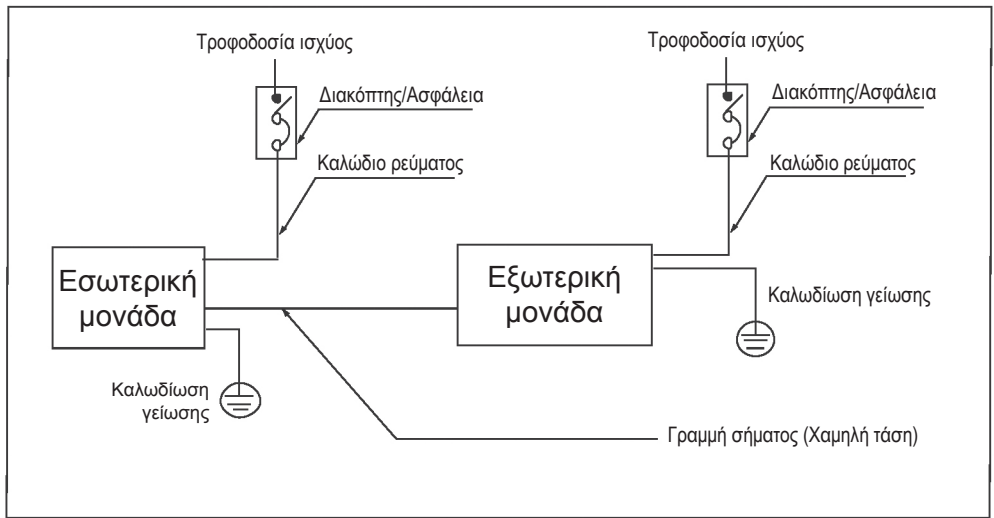 Τροφοδοσία ισχύος
Τροφοδοσία ισχύος
Διακόπτης/Ασφάλεια
Διακόπτης/Ασφάλεια
Καλώδιο ρεύματος
Καλώδιο ρεύματος
Εσωτερική
μονάδα
Εξωτερική
μονάδα
Καλωδίωση γείωσης
Καλωδίωση
γείωσης
Γραμμή σήματος (Χαμηλή τάση)